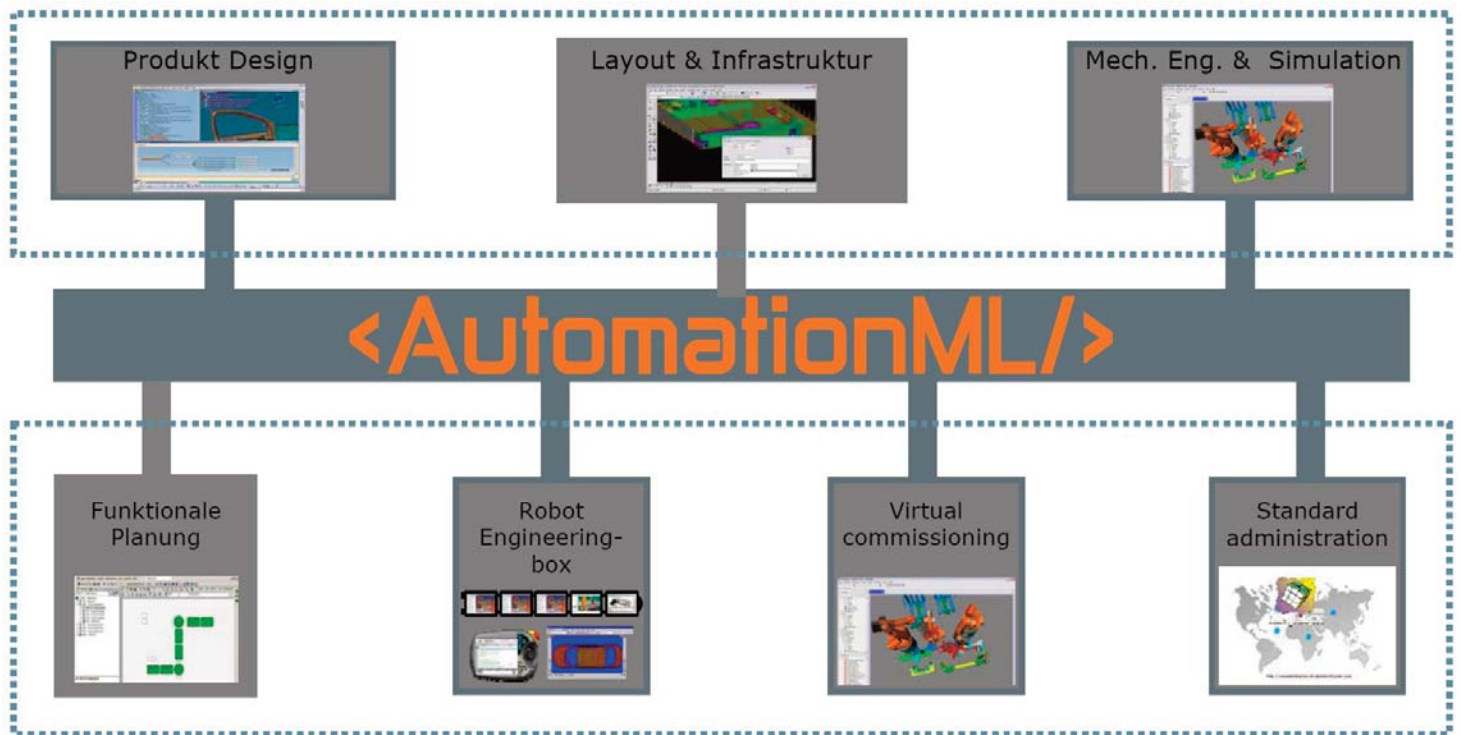 Produkt Design
Layout & Infrastruktur
Mech. Eng. & Simulation
<AutomationML/>
Funktionale
Planung
Robot
Engineering-
box
Virtual
commissioning
Standard
administration